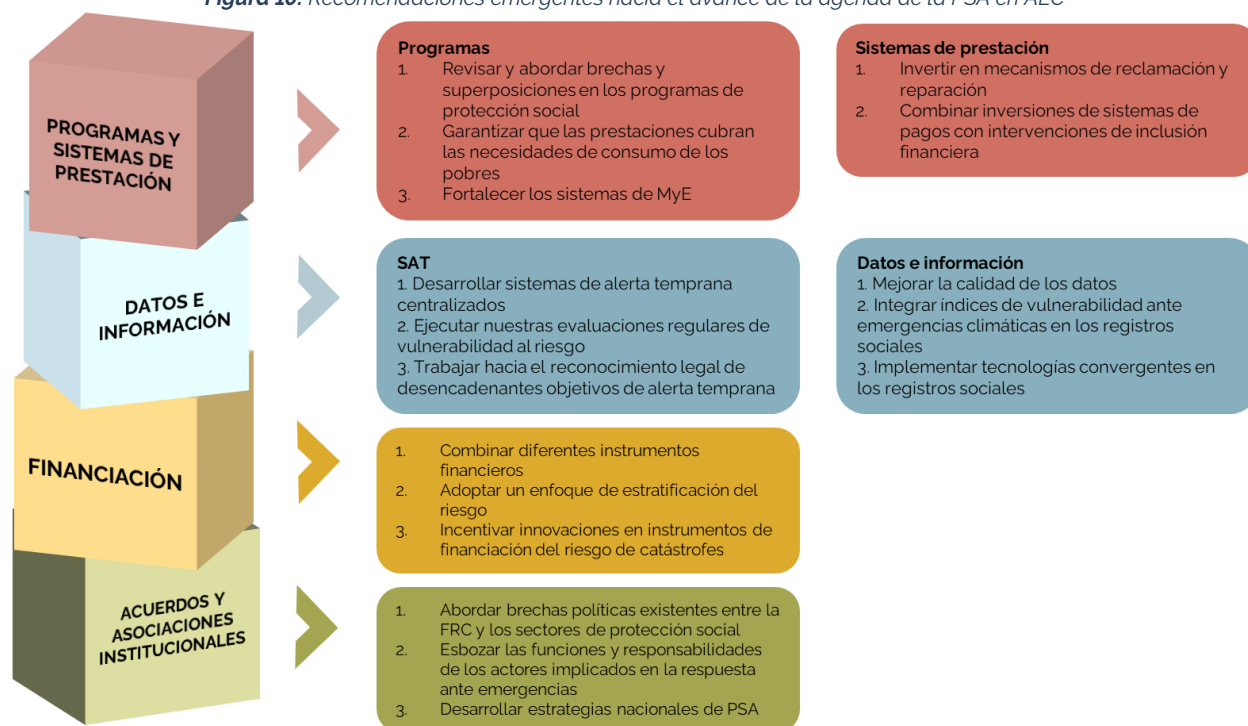 Figura 10: Recomendaciones emergentes hacia el avance de la agenda de la PSA en AEC
PROGRAMAS Y
SISTEMAS DE
PRESTACIÓN
Programas
1. Revisar y abordar brechas y
superposiciones en los programas de
protección social
2. Garantizar que las prestaciones cubran
las necesidades de consumo de los
pobres
3. Fortalecer los sistemas de MyE
Sistemas de prestación
1. Invertir en mecanismos de reclamación y
reparación
2. Combinar inversiones de sistemas de
pagos con intervenciones de inclusión
financiera
DATOS E
INFORMACIÓN
SAT
1. Desarrollar sistemas de alerta temprana
centralizados
2. Ejecutar nuestras evaluaciones regulares de
vulnerabilidad al riesgo
3. Trabajar hacia el reconocimiento legal de
desencadenantes objetivos de alerta temprana
Datos e información
1. Mejorar la calidad de los datos
2. Integrar índices de vulnerabilidad ante
emergencias climáticas en los registros
sociales
3. Implementar tecnologías convergentes en
los registros sociales
FINANCIACIÓN
1. Combinar diferentes instrumentos
financieros
2. Adoptar un enfoque de estratificación del
riesgo
3. Incentivar innovaciones en instrumentos de
financiación del riesgo de catástrofes
ACUERDOS Y
ASOCIACIONES
INSTITUCIONALES
1. Abordar brechas políticas existentes entre la
FRC y los sectores de protección social
2. Esbozar las funciones y responsabilidades
de los actores implicados en la respuesta
ante emergencias
3. Desarrollar estrategias nacionales de PSA